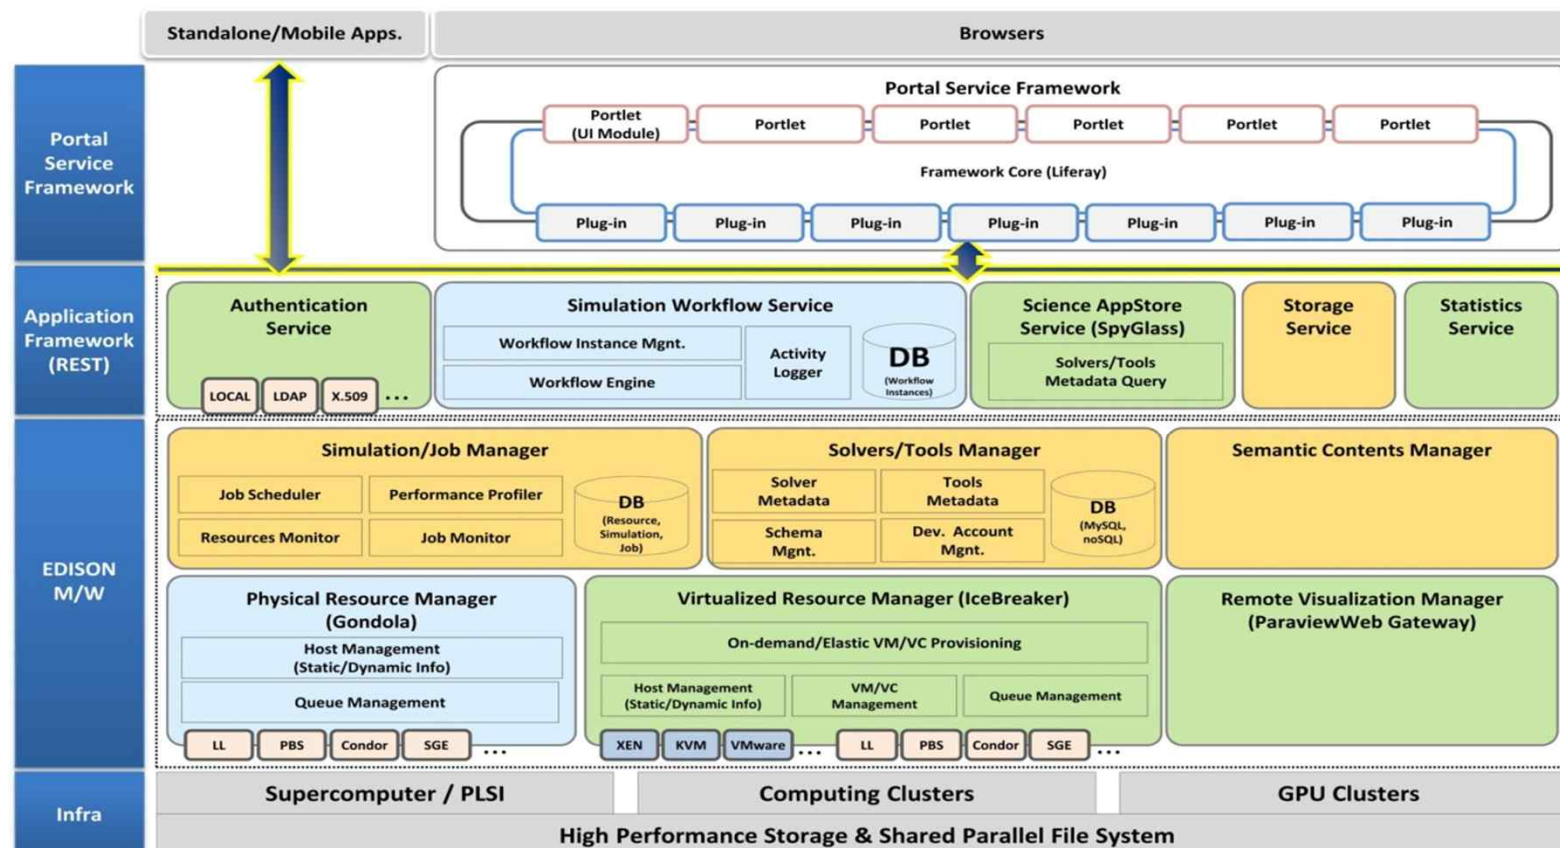 Standalone/Mobile Apps.
Browsers
Portal
Service
Framework
Portal Service Framework
Portlet
(UI Module)
Portlet
Portlet
Portlet
Portlet
Portlet
Framework Core (Liferay)
Plug-in
Plug-in
Plug-in
Plug-in
Plug-in
Plug-in
Plug-in
Application
Framework
(REST)
Authentication
Service
LOCAL
LDAP
X.509
...
Simulation Workflow Service
Workflow Instance Mgnt.
Workflow Engine
Activity
Logger
DB
(Workflow
Instances)
Science AppStore
Service (SpyGlass)
Solvers/Tools
Metadata Query
Storage
Service
Statistics
Service
EDISON
M/W
Simulation/Job Manager
Job Scheduler
Performance Profiler
Resources Monitor
Job Monitor
DB
(Resource,
Simulation,
Job)
Solvers/Tools Manager
Solver
Metadata
Tools
Metadata
Schema
Mgnt.
Dev. Account
Mgnt.
DB
(MySQL,
noSQL)
Semantic Contents Manager
Physical Resource Manager
(Gondola)
Host Management
(Static/Dynamic Info)
Queue Management
LL
PBS
Condor
SGE
...
Virtualized Resource Manager (IceBreaker)
On-demand/Elastic VM/VC Provisioning
Host Management
(Static/Dynamic Info)
VM/VC
Management
Queue Management
XEN
KVM
VMware
...
LL
PBS
Condor
SGE
...
Remote Visualization Manager
(ParaviewWeb Gateway)
Infra
Supercomputer / PLSI
Computing Clusters
GPU Clusters
High Performance Storage & Shared Parallel File System